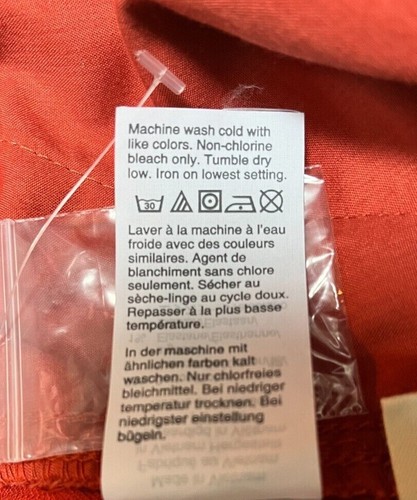 Machine wash cold with
like colors. Non-chlorine
bleach only. Tumble dry
low. Iron on lowest setting.
30
Laver à la machine à l'eau
froide avec des couleurs
similaires. Agent de
blanchiment sans chlore
seulement. Sécher au
sèche-linge au cycle doux.
Repasser à la plus basse
température.
In der maschine mit
ähnlichen farben kalt
waschen. Nur chlorfreies
bleichmittel. Bei niedriger
temperatur trocknen. Bei
niedrigster einstellung
bügeln.